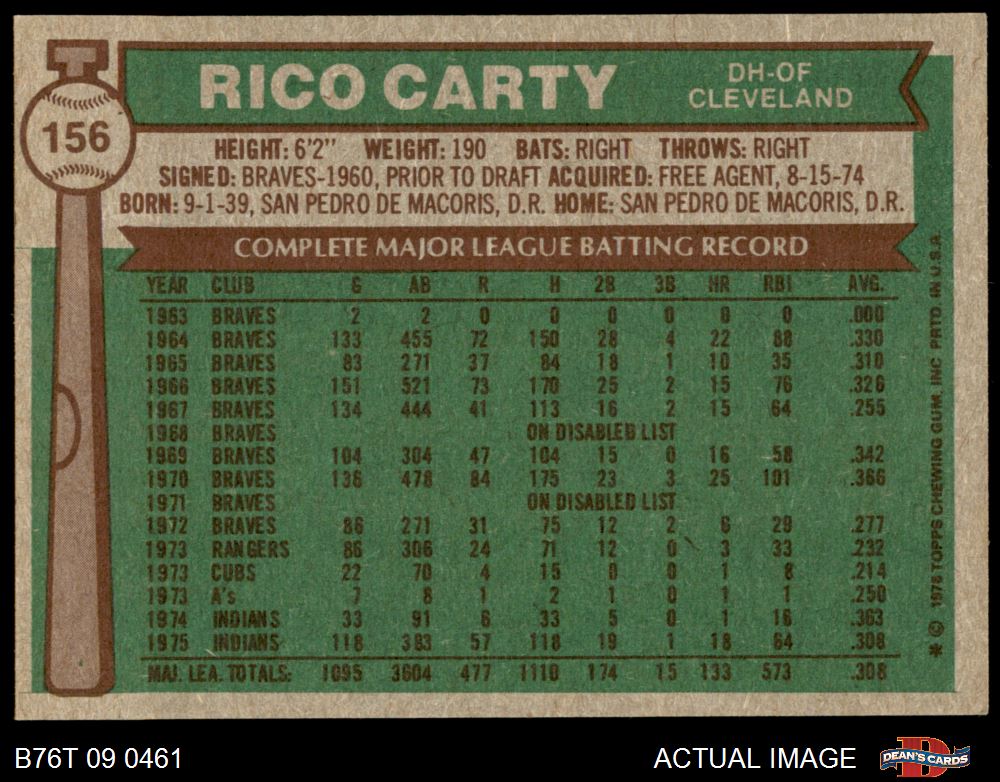 T
156
RICO CARTY
DH-OF
CLEVELAND
HEIGHT: 6'2" WEIGHT: 190 BATS: RIGHT THROWS: RIGHT
SIGNED: BRAVES-1960, PRIOR TO DRAFT ACQUIRED: FREE AGENT, 8-15-74
BORN: 9-1-39, SAN PEDRO DE MACORIS, D.R. HOME: SAN PEDRO DE MACORIS, D.R.
COMPLETE MAJOR LEAGUE BATTING RECORD
YEAR CLUB G AB R H 2B 3B HR RBI AVG.
1963 BRAVES 2 2 0 0 0 0 0 0 .000
1964 BRAVES 133 455 72 150 28 4 22 88 .330
1965 BRAVES 83 271 37 84 18 1 10 35 .310
1966 BRAVES 151 521 73 170 25 2 15 76 .326
1967 BRAVES 134 444 41 113 16 2 15 64 .255
1968 BRAVES ON DISABLED LIST
1969 BRAVES 104 304 47 104 15 0 16 58 .342
1970 BRAVES 136 478 84 175 23 3 25 101 .366
1971 BRAVES ON DISABLED LIST
1972 BRAVES 86 271 31 75 12 2 6 29 .277
1973 RANGERS 86 306 24 71 12 0 3 33 .232
1973 CUBS 22 70 4 15 0 0 1 8 .214
1973 A's 7 8 1 2 1 0 1 1 .250
1974 INDIANS 33 91 6 33 5 0 1 16 .363
1975 INDIANS 118 383 57 118 19 1 18 64 .308
MAJ. LEA. TOTALS: 1095 3604 477 1110 174 15 133 573 .308
* © 1976 TOPPS CHEWING GUM, INC PRTD. IN U.S.A.
B76T 09 0461
ACTUAL IMAGE
D
DEAN'S CARDS